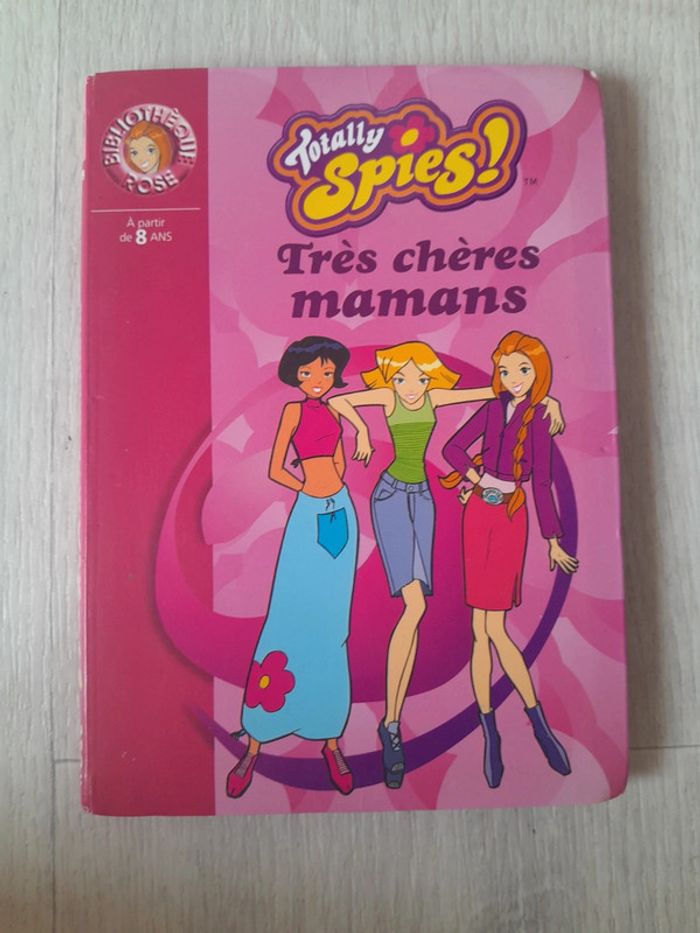 BIBLIOTHÈQUE
ROSE
À partir
de 8 ANS
Totally
Spies!
TM
Très chères
mamans